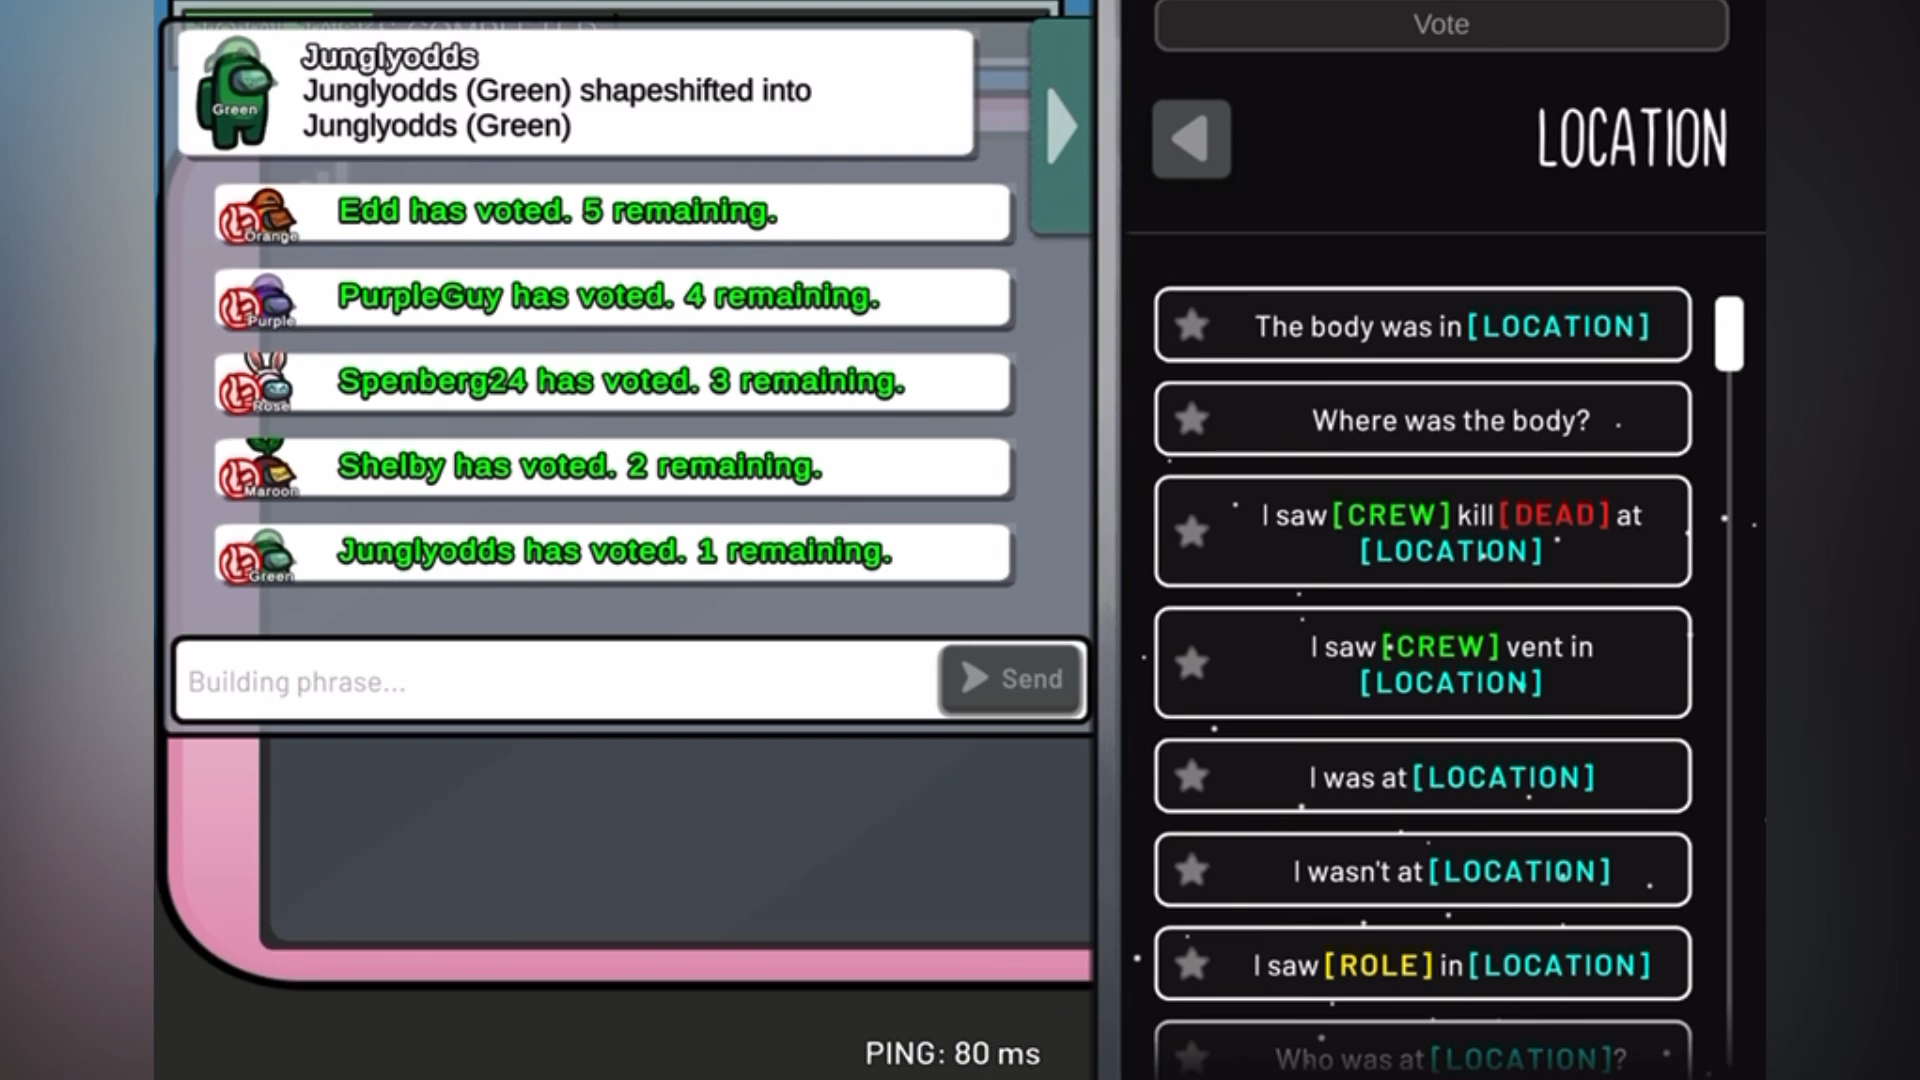 Junglyodds
Junglyodds (Green) shapeshifted into
Junglyodds (Green)
Green
Edd has voted. 5 remaining.
Orange
PurpleGuy has voted. 4 remaining.
Purple
Spenberg24 has voted. 3 remaining.
Rose
Shelby has voted. 2 remaining.
Maroon
Junglyodds has voted. 1 remaining.
Green
Building phrase...
Send
PING: 80 ms
Vote
LOCATION
The body was in [LOCATION]
Where was the body?
I saw [CREW] kill [DEAD] at
[LOCATION]
I saw [CREW] vent in
[LOCATION]
I was at [LOCATION]
I wasn't at [LOCATION]
I saw [ROLE] in [LOCATION]
Who was at [LOCATION]?